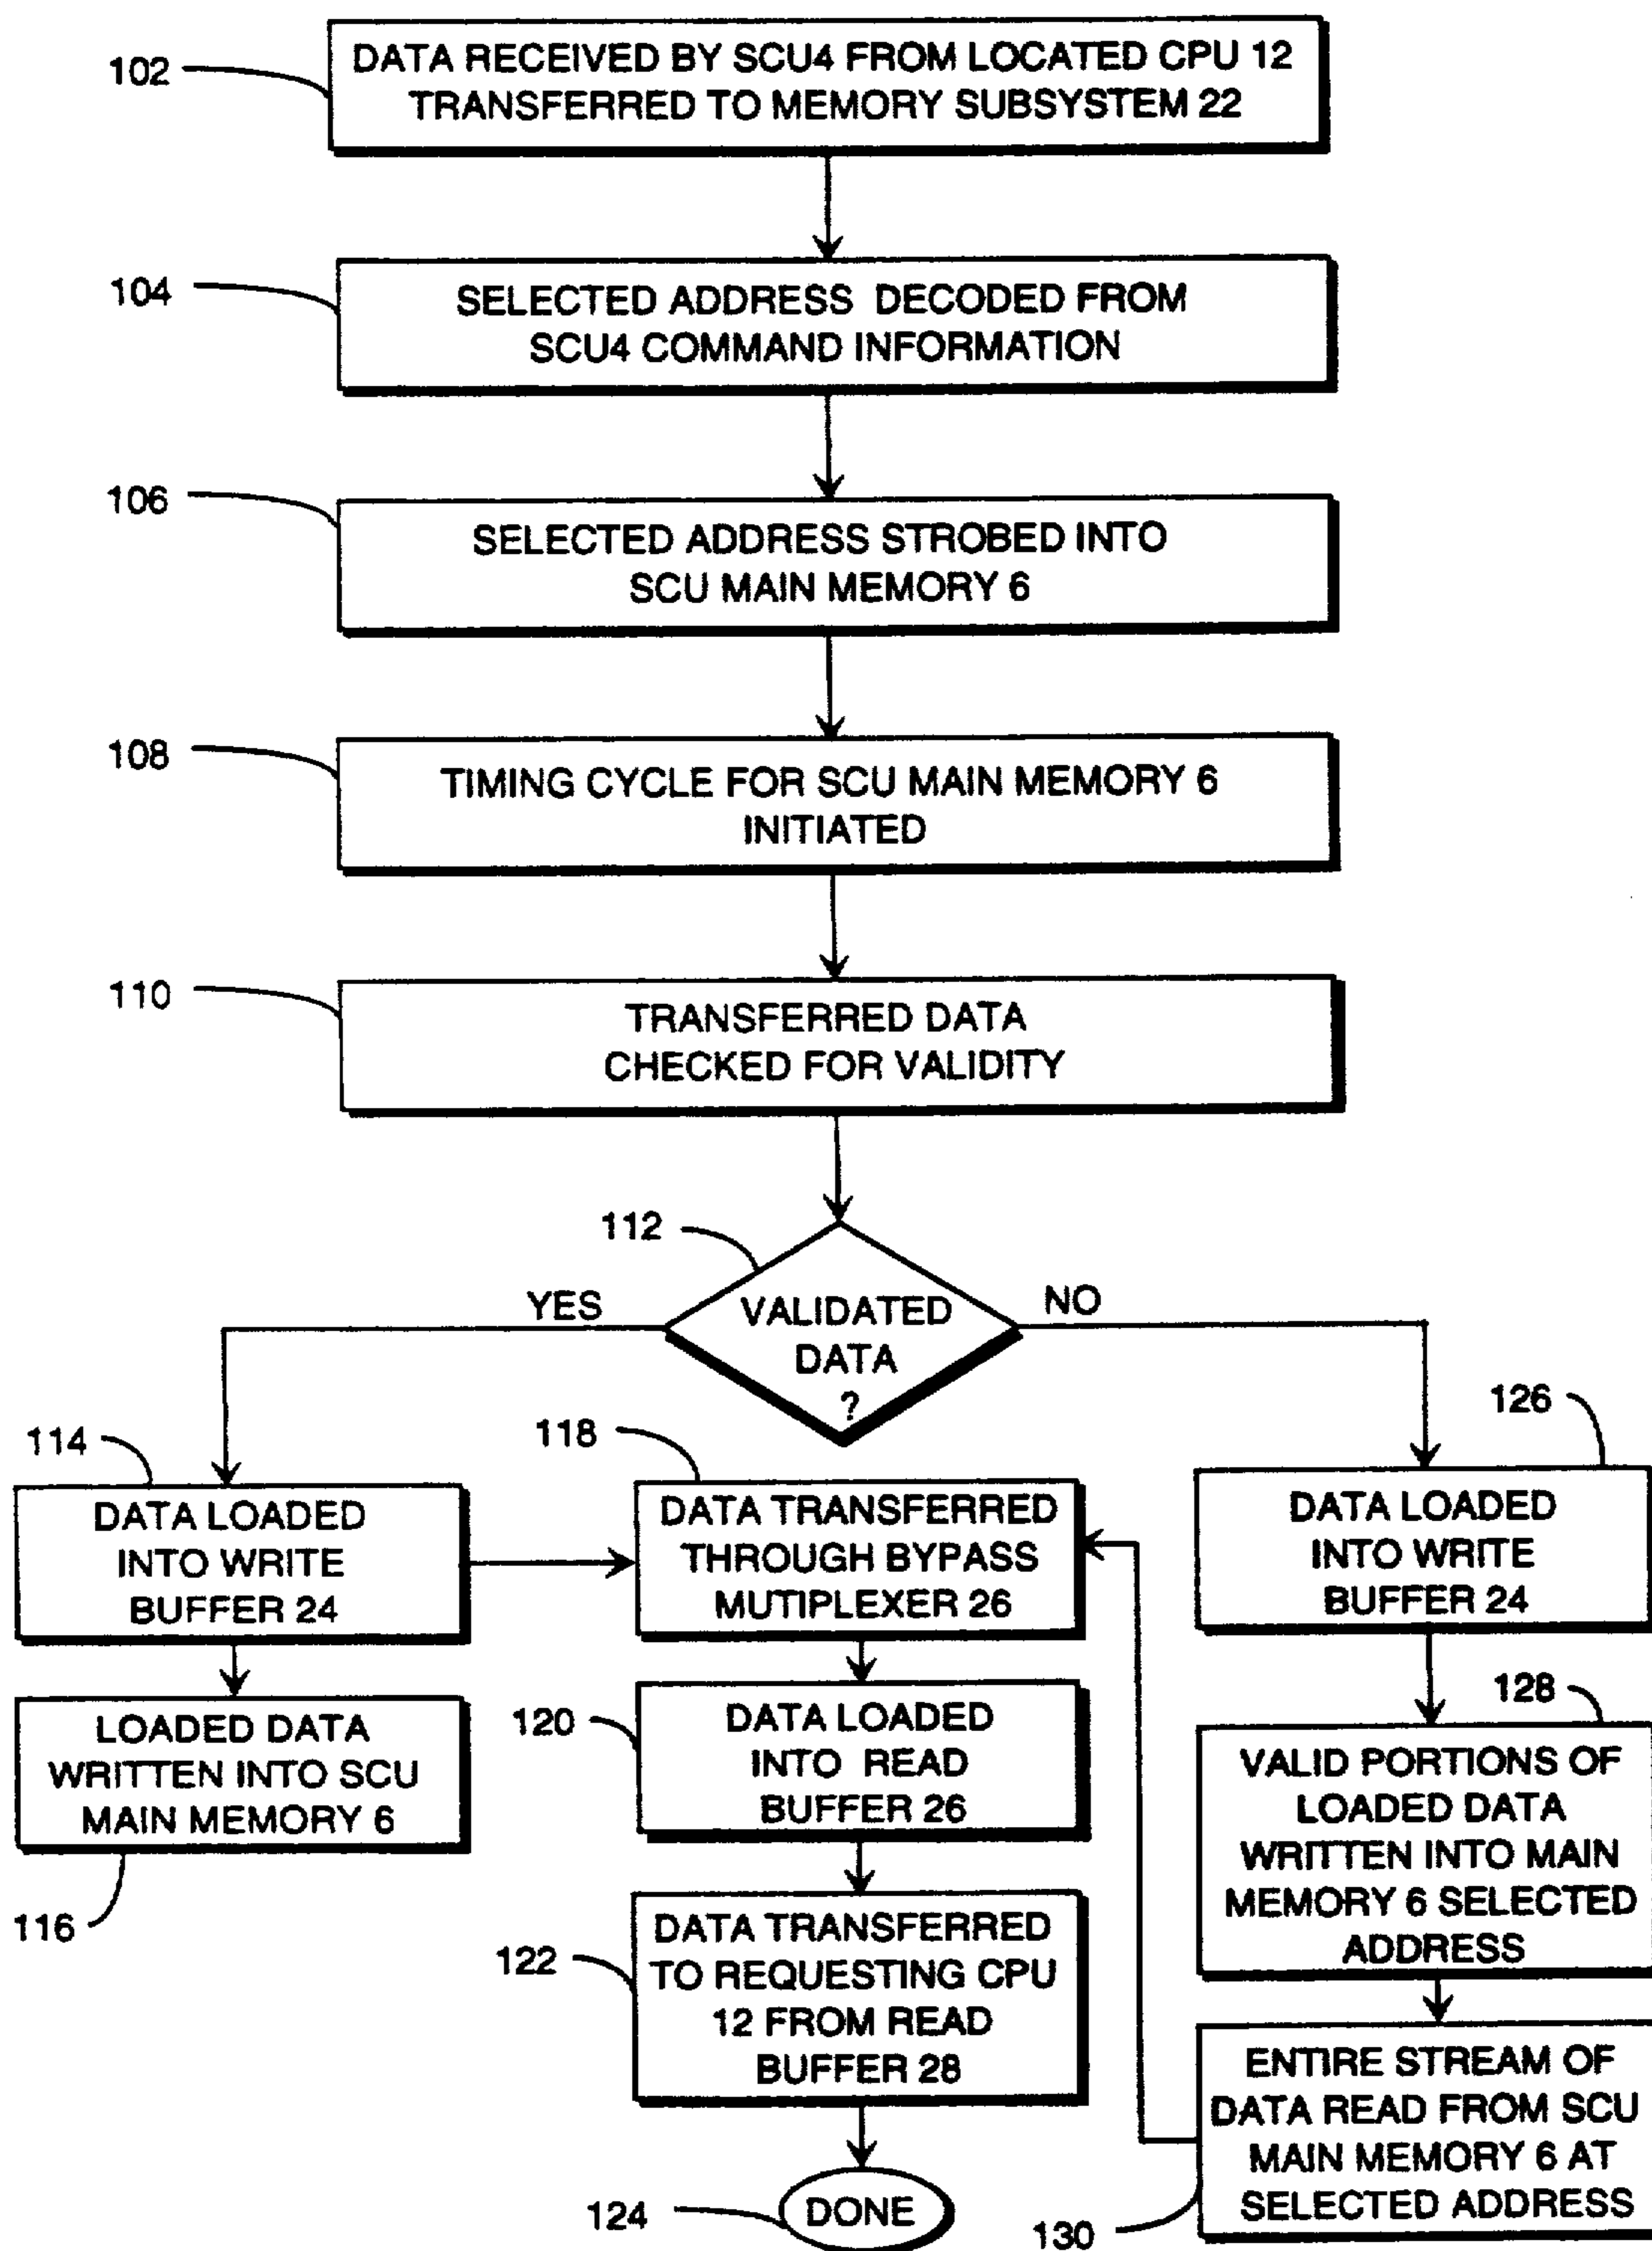 102
DATA RECEIVED BY SCU4 FROM LOCATED CPU 12
TRANSFERRED TO MEMORY SUBSYSTEM 22
104
SELECTED ADDRESS DECODED FROM
SCU4 COMMAND INFORMATION
106
SELECTED ADDRESS STROBED INTO
SCU MAIN MEMORY 6
108
TIMING CYCLE FOR SCU MAIN MEMORY 6
INITIATED
110
TRANSFERRED DATA
CHECKED FOR VALIDITY
112
VALIDATED
DATA
?
YES
NO
114
DATA LOADED
INTO WRITE
BUFFER 24
LOADED DATA
WRITTEN INTO SCU
MAIN MEMORY 6
116
118
DATA TRANSFERRED
THROUGH BYPASS
MUTIPLEXER 26
120
DATA LOADED
INTO READ
BUFFER 26
122
DATA TRANSFERRED
TO REQUESTING CPU
12 FROM READ
BUFFER 28
124
DONE
126
DATA LOADED
INTO WRITE
BUFFER 24
128
VALID PORTIONS OF
LOADED DATA
WRITTEN INTO MAIN
MEMORY 6 SELECTED
ADDRESS
ENTIRE STREAM OF
DATA READ FROM SCU
MAIN MEMORY 6 AT
SELECTED ADDRESS
130